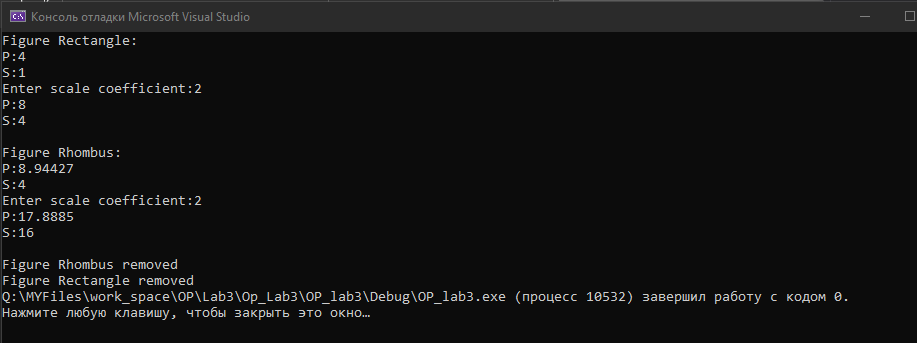 C:\ Консоль отладки Microsoft Visual Studio
Figure Rectangle:
P:4
S:1
Enter scale coefficient:2
P:8
S:4
Figure Rhombus:
P:8.94427
S:4
Enter scale coefficient:2
P:17.8885
S:16
Figure Rhombus removed
Figure Rectangle removed
Q:\MYFiles\work_space\OP\Lab3\Op_Lab3\OP_lab3\Debug\OP_lab3.exe (процесс 10532) завершил работу с кодом 0.
Нажмите любую клавишу, чтобы закрыть это окно…